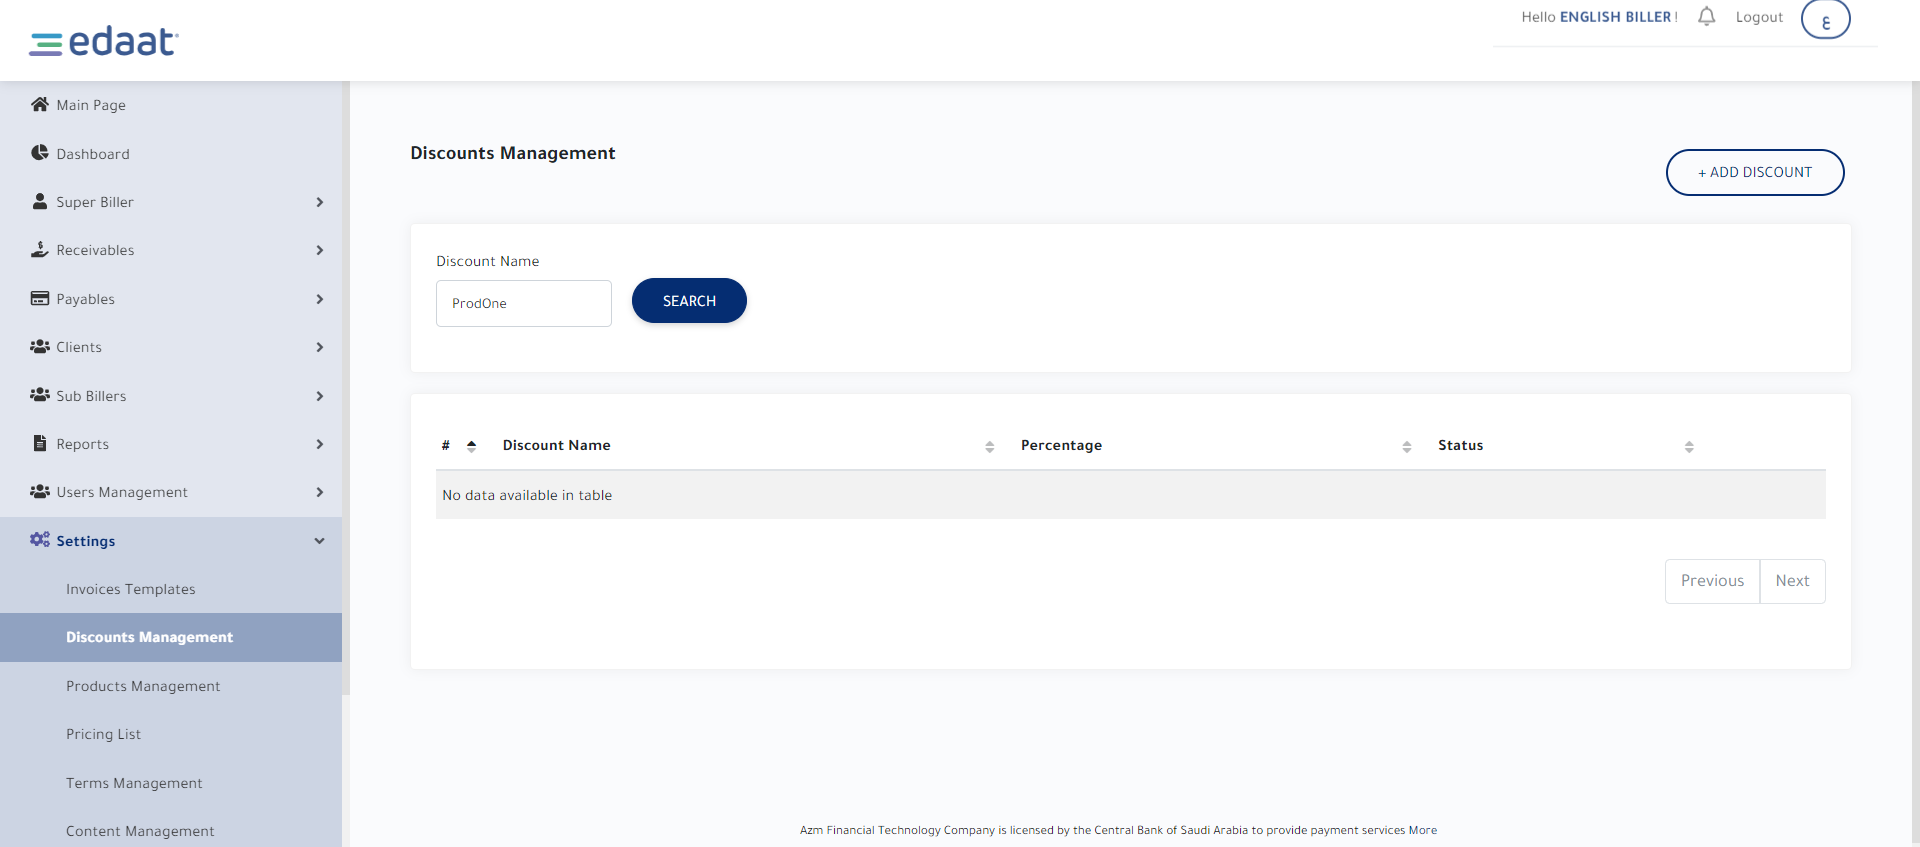 edaat
Hello ENGLISH BILLER !
Logout
ع
Main Page
Dashboard
Super Biller
Receivables
Payables
Clients
Sub Billers
Reports
Users Management
Settings
Invoices Templates
Discounts Management
Products Management
Pricing List
Terms Management
Content Management
Discounts Management
+ ADD DISCOUNT
Discount Name
ProdOne
SEARCH
# Discount Name Percentage Status
No data available in table
Previous Next
Azm Financial Technology Company is licensed by the Central Bank of Saudi Arabia to provide payment services More